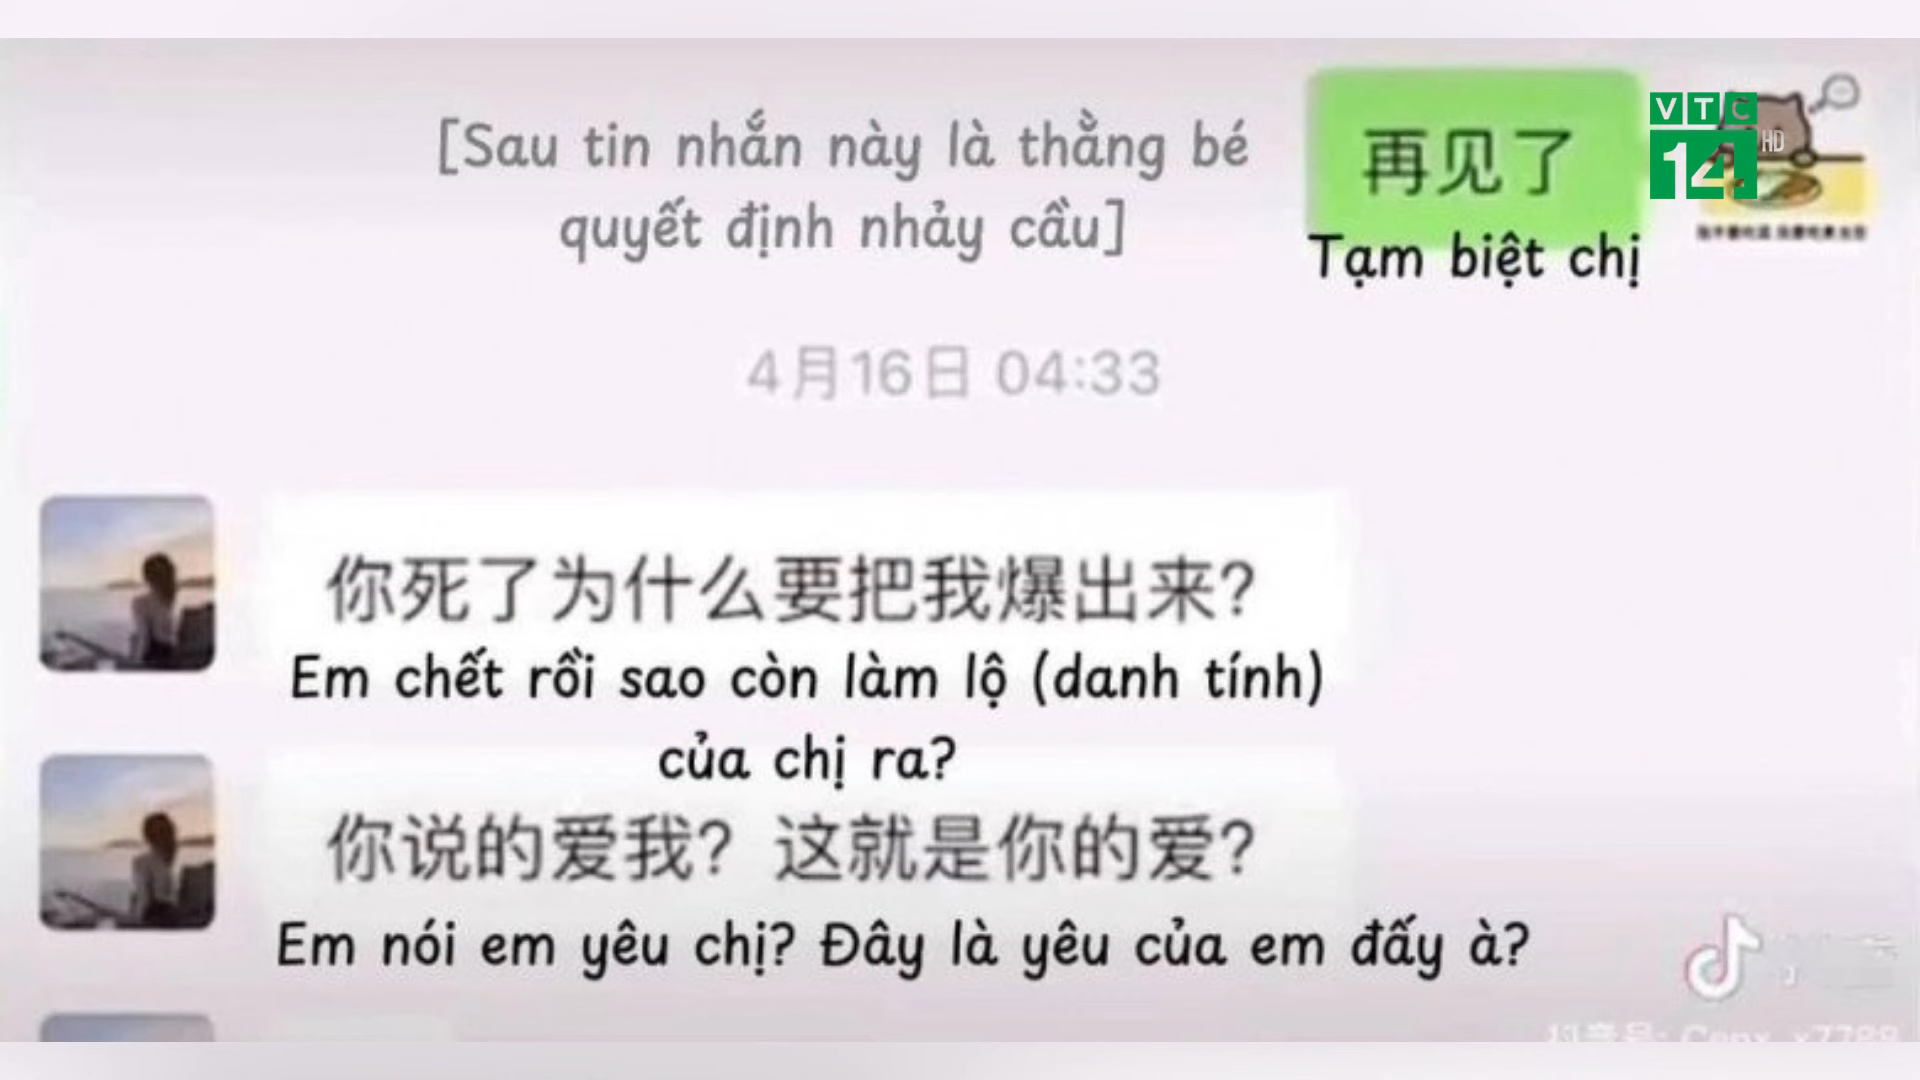 [Sau tin nhắn này là thằng bé
quyết định nhảy cầu]
再见了
Tạm biệt chị
VTC
14
HD
4月16日 04:33
你死了为什么要把我爆出来?
Em chết rồi sao còn làm lộ (danh tính)
của chị ra?
你说的爱我? 这就是你的爱?
Em nói em yêu chị? Đây là yêu của em đấy à?
抖音号: